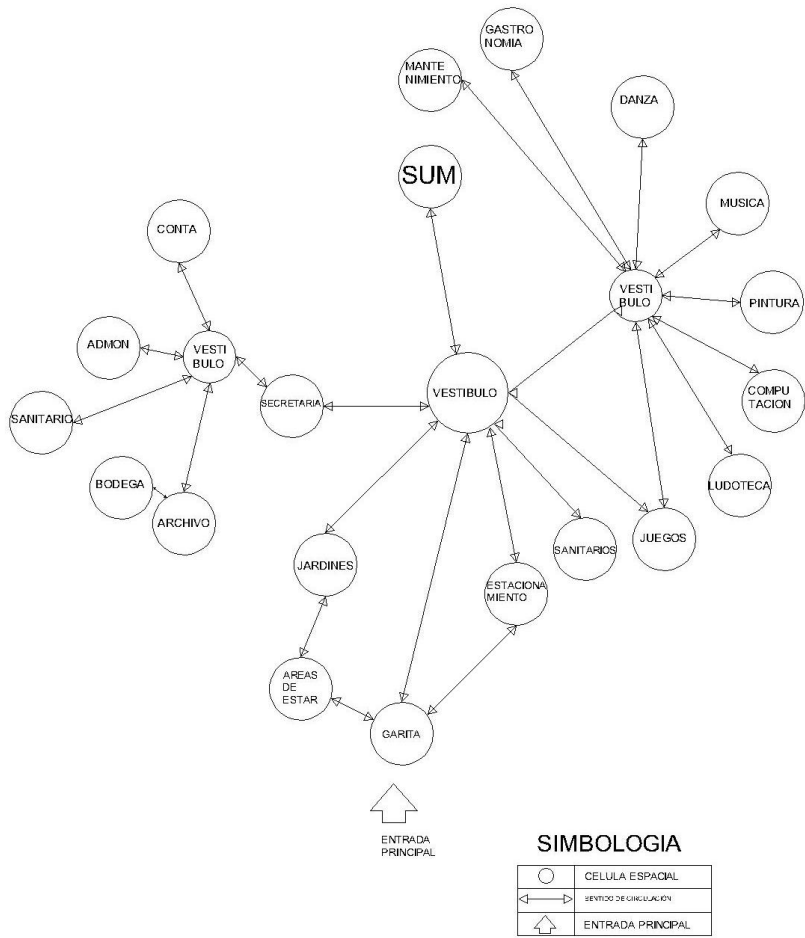 GASTRO
NOMIA
MANTE
NIMIENTO
DANZA
SUM
MUSICA
CONTA
VESTI
BULO
PINTURA
ADMON
VESTI
BULO
COMPU
TACION
VESTIBULO
SECRETARIA
SANITARIO
BODEGA
LUDOTECA
ARCHIVO
JUEGOS
SANITARIOS
JARDINES
ESTACIONA
MIENTO
AREAS
DE
ESTAR
GARITA
ENTRADA
PRINCIPAL
SIMBOLOGIA
CELULA ESPACIAL
SENTIDO DE CIRCULACIÓN
ENTRADA PRINCIPAL